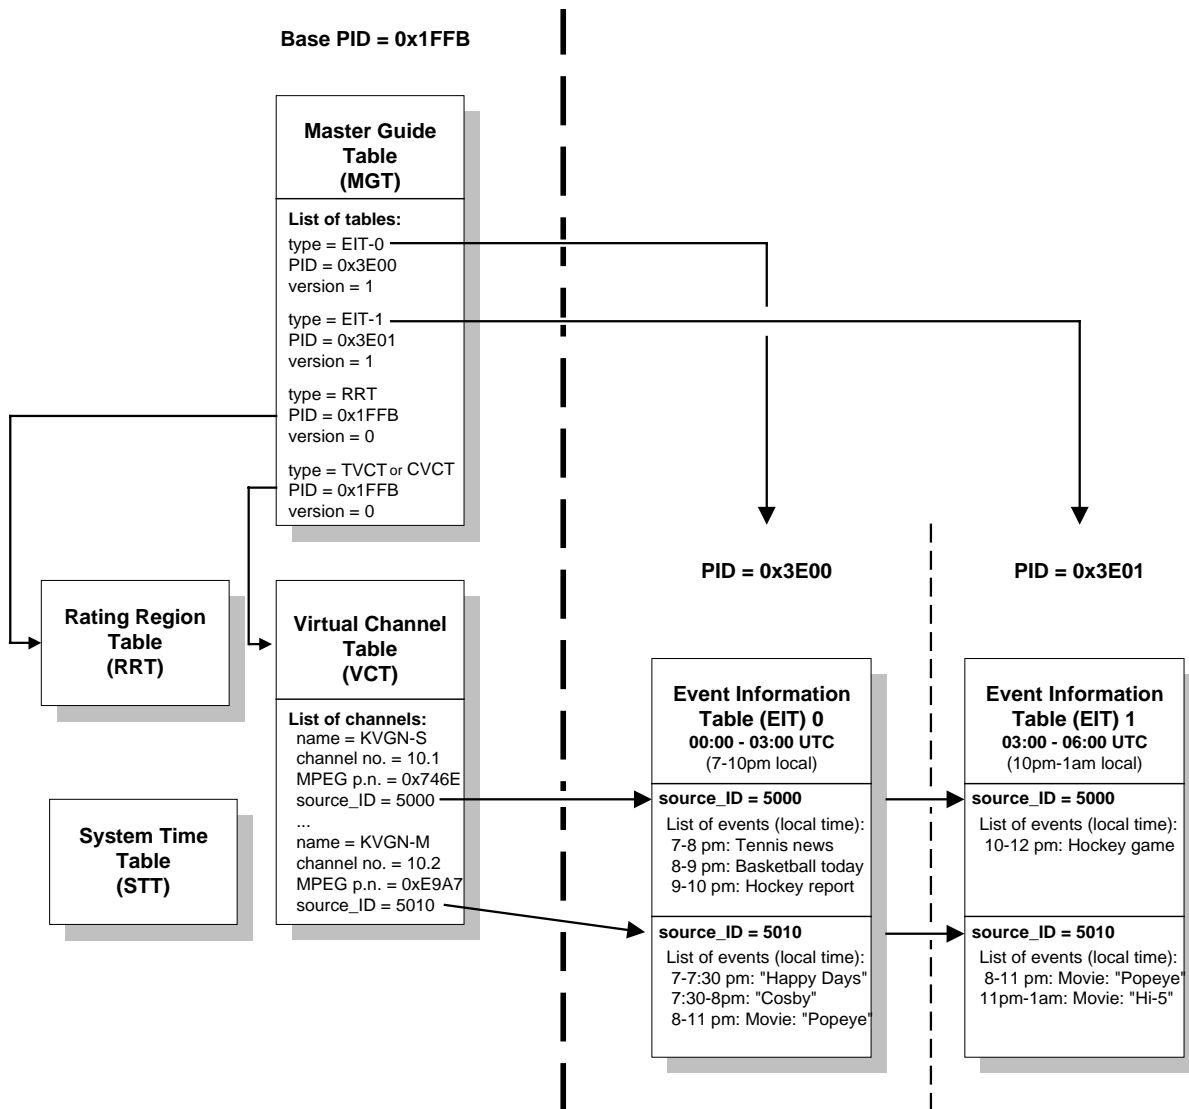 Base PID = 0x1FFB
Master Guide
Table
(MGT)
List of tables:
type = EIT-0
PID = 0x3E00
version = 1
type = EIT-1
PID = 0x3E01
version = 1
type = RRT
PID = 0x1FFB
version = 0
type = TVCT or CVCT
PID = 0x1FFB
version = 0
Rating Region
Table
(RRT)
System Time
Table
(STT)
Virtual Channel
Table
(VCT)
List of channels:
name = KVGN-S
channel no. = 10.1
MPEG p.n. = 0x746E
source_ID = 5000
...
name = KVGN-M
channel no. = 10.2
MPEG p.n. = 0xE9A7
source_ID = 5010
PID = 0x3E00
Event Information
Table (EIT) 0
00:00 - 03:00 UTC
(7-10pm local)
source_ID = 5000
List of events (local time):
7-8 pm: Tennis news
8-9 pm: Basketball today
9-10 pm: Hockey report
source_ID = 5010
List of events (local time):
7-7:30 pm: "Happy Days"
7:30-8pm: "Cosby"
8-11 pm: Movie: "Popeye"
PID = 0x3E01
Event Information
Table (EIT) 1
03:00 - 06:00 UTC
(10pm-1am local)
source_ID = 5000
List of events (local time):
10-12 pm: Hockey game
source_ID = 5010
List of events (local time):
8-11 pm: Movie: "Popeye"
11pm-1am: Movie: "Hi-5"